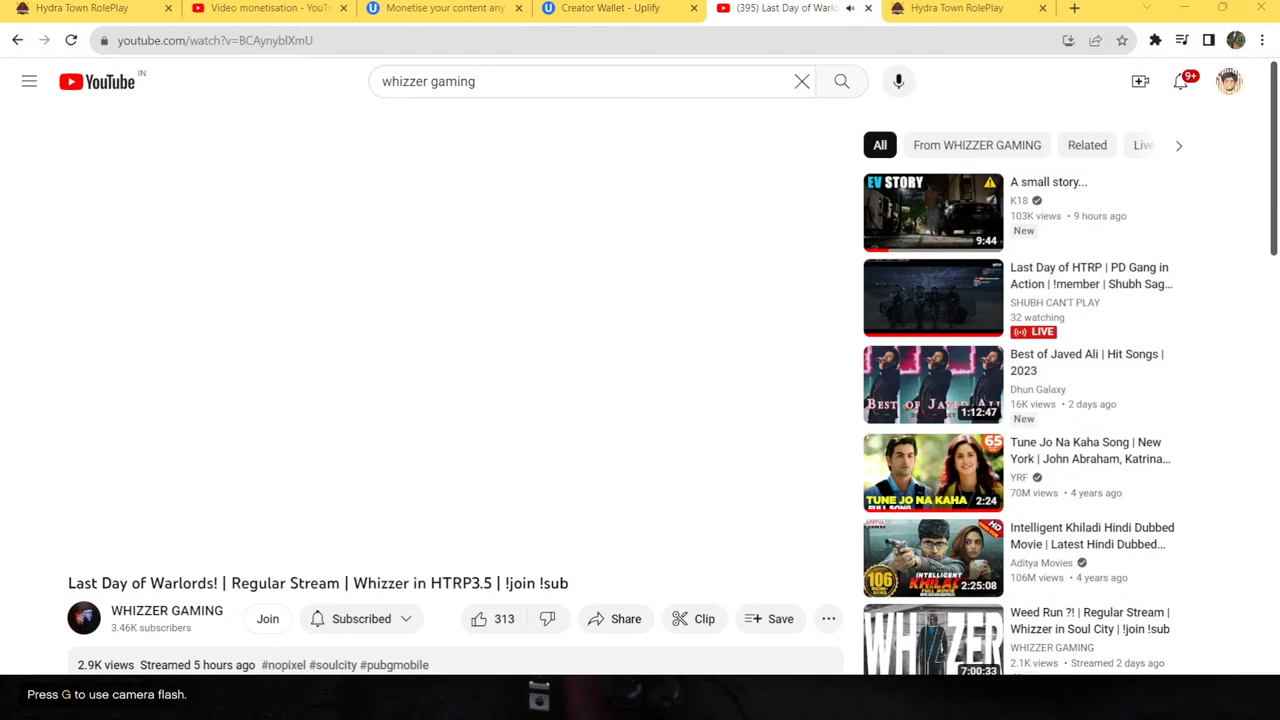 Hydra Town RolePlay
Video monetisation - YouTu
Monetise your content any
Creator Wallet - Uplify
(395) Last Day of Warlo
Hydra Town RolePlay
youtube.com/watch?v=BCAynyblXmU
YouTube IN
whizzer gaming
9+
All
From WHIZZER GAMING
Related
Live
EV STORY
9:44
A small story...
K18
103K views • 9 hours ago
New
Last Day of HTRP | PD Gang in
Action | !member | Shubh Sag...
SHUBH CAN'T PLAY
32 watching
LIVE
BEST OF JAVED ALI
1:12:47
Best of Javed Ali | Hit Songs |
2023
Dhun Galaxy
16K views • 2 days ago
New
65
TUNE JO NA KAHA
FULL SONG
2:24
Tune Jo Na Kaha Song | New
York | John Abraham, Katrina...
YRF
70M views • 4 years ago
HD
106
INTELLIGENT
KHILADI
2:25:08
Intelligent Khiladi Hindi Dubbed
Movie | Latest Hindi Dubbed...
Aditya Movies
106M views • 4 years ago
WHIZZER
7:00:33
Weed Run ?! | Regular Stream |
Whizzer in Soul City | !join !sub
WHIZZER GAMING
2.1K views • Streamed 2 days ago
Last Day of Warlords! | Regular Stream | Whizzer in HTRP3.5 | !join !sub
WHIZZER GAMING
3.46K subscribers
Join
Subscribed
313
Share
Clip
Save
2.9K views Streamed 5 hours ago #nopixel #soulcity #pubgmobile
Press G to use camera flash.